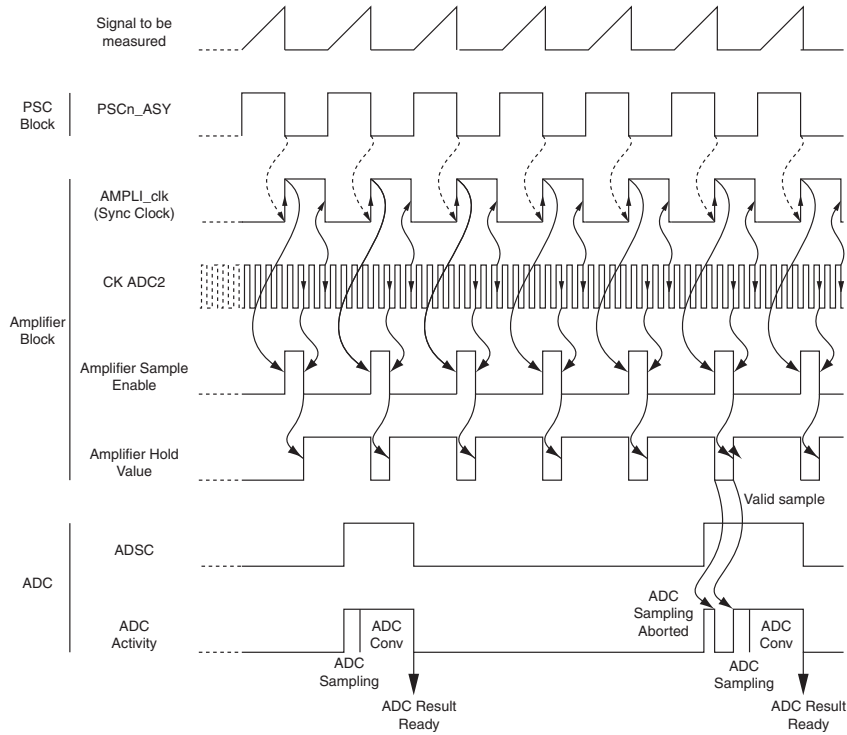 Signal to be
measured
PSC
Block
PSCn_ASY
AMPLI_clk
(Sync Clock)
CK ADC2
Amplifier
Block
Amplifier Sample
Enable
Amplifier Hold
Value
Valid sample
ADSC
ADC
ADC
Activity
ADC
Conv
ADC
Sampling
ADC Result
Ready
ADC
Sampling
Aborted
ADC
Conv
ADC
Sampling
ADC Result
Ready